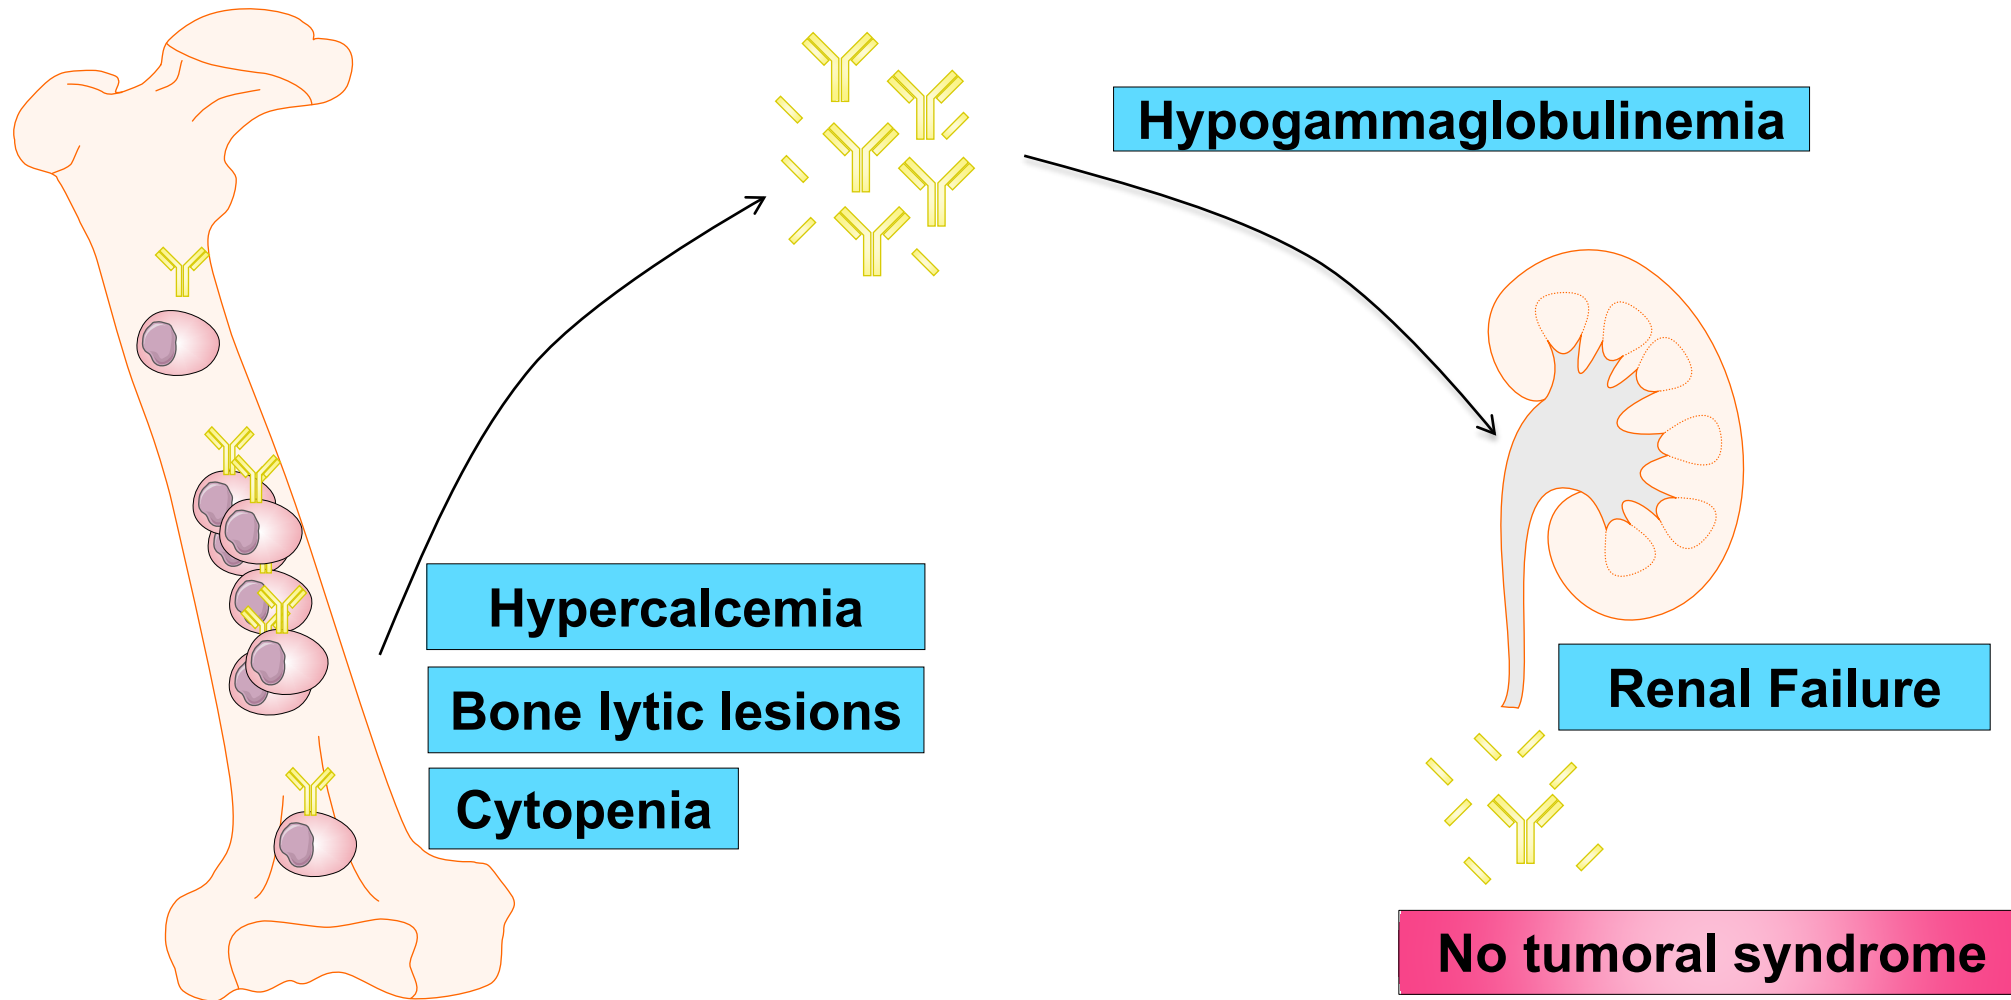 Hypogammaglobulinemia
Hypercalcemia
Bone lytic lesions
Cytopenia
Renal Failure
No tumoral syndrome